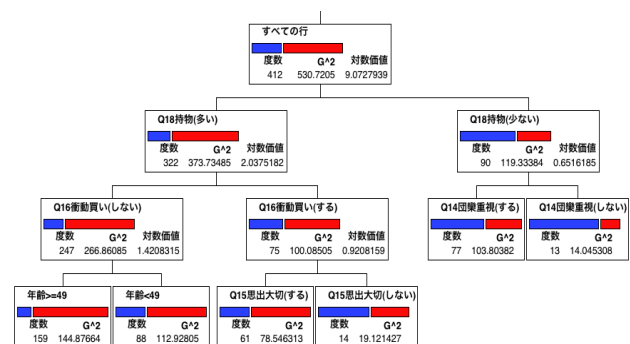 すべての行
度数 G^2 対数価値
412 530.7205 9.0727939
Q18持物(多い)
度数 G^2 対数価値
322 373.73485 2.0375182
Q18持物(少ない)
度数 G^2 対数価値
90 119.33384 0.6516185
Q16衝動買い(しない)
度数 G^2 対数価値
247 266.86085 1.4208315
Q16衝動買い(する)
度数 G^2 対数価値
75 100.08505 0.9208159
Q14団欒重視(する)
度数 G^2
77 103.80382
Q14団欒重視(しない)
度数 G^2
13 14.045308
年齢>=49
度数 G^2
159 144.87664
年齢<49
度数 G^2
88 112.92805
Q15思出大切(する)
度数 G^2
61 78.546313
Q15思出大切(しない)
度数 G^2
14 19.121427